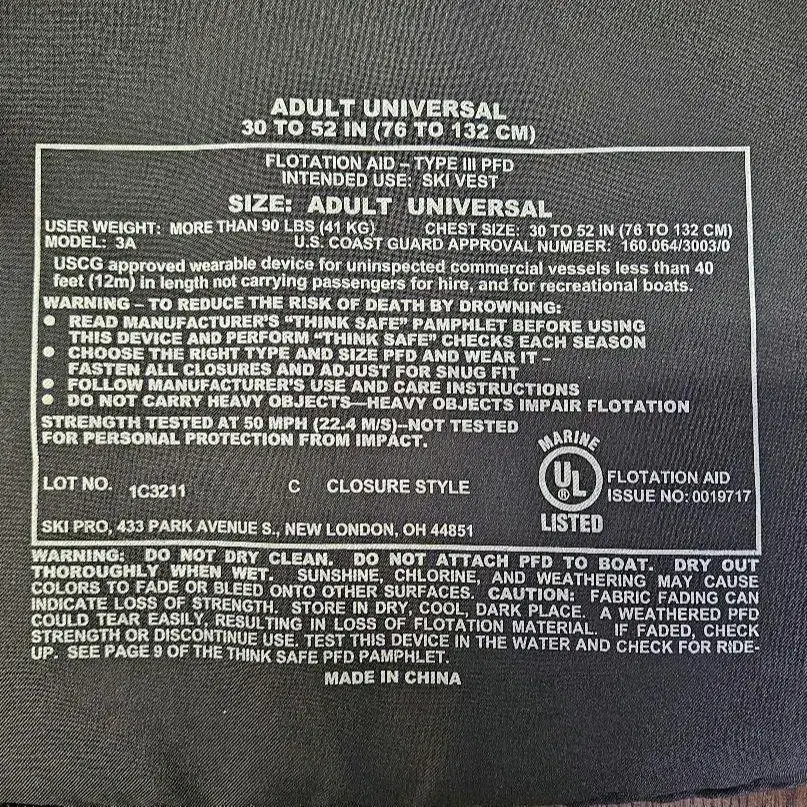 ADULT UNIVERSAL
30 TO 52 IN (76 TO 132 CM)
FLOTATION AID – TYPE III PFD
INTENDED USE: SKI VEST
SIZE: ADULT UNIVERSAL
USER WEIGHT: MORE THAN 90 LBS (41 KG) CHEST SIZE: 30 TO 52 IN (76 TO 132 CM)
MODEL: 3A U.S. COAST GUARD APPROVAL NUMBER: 160.064/3003/0
USCG approved wearable device for uninspected commercial vessels less than 40
feet (12m) in length not carrying passengers for hire, and for recreational boats.
WARNING – TO REDUCE THE RISK OF DEATH BY DROWNING:
● READ MANUFACTURER'S "THINK SAFE" PAMPHLET BEFORE USING
THIS DEVICE AND PERFORM "THINK SAFE" CHECKS EACH SEASON
● CHOOSE THE RIGHT TYPE AND SIZE PFD AND WEAR IT –
FASTEN ALL CLOSURES AND ADJUST FOR SNUG FIT
● FOLLOW MANUFACTURER'S USE AND CARE INSTRUCTIONS
● DO NOT CARRY HEAVY OBJECTS—HEAVY OBJECTS IMPAIR FLOTATION
STRENGTH TESTED AT 50 MPH (22.4 M/S)–NOT TESTED
FOR PERSONAL PROTECTION FROM IMPACT.
MARINE
UL ®
LISTED
FLOTATION AID
ISSUE NO: 0019717
LOT NO. 1C3211 C CLOSURE STYLE
SKI PRO, 433 PARK AVENUE S., NEW LONDON, OH 44851
WARNING: DO NOT DRY CLEAN. DO NOT ATTACH PFD TO BOAT. DRY OUT
THOROUGHLY WHEN WET. SUNSHINE, CHLORINE, AND WEATHERING MAY CAUSE
COLORS TO FADE OR BLEED ONTO OTHER SURFACES. CAUTION: FABRIC FADING CAN
INDICATE LOSS OF STRENGTH. STORE IN DRY, COOL, DARK PLACE. A WEATHERED PFD
COULD TEAR EASILY, RESULTING IN LOSS OF FLOTATION MATERIAL. IF FADED, CHECK
STRENGTH OR DISCONTINUE USE. TEST THIS DEVICE IN THE WATER AND CHECK FOR RIDE-
UP. SEE PAGE 9 OF THE THINK SAFE PFD PAMPHLET.
MADE IN CHINA